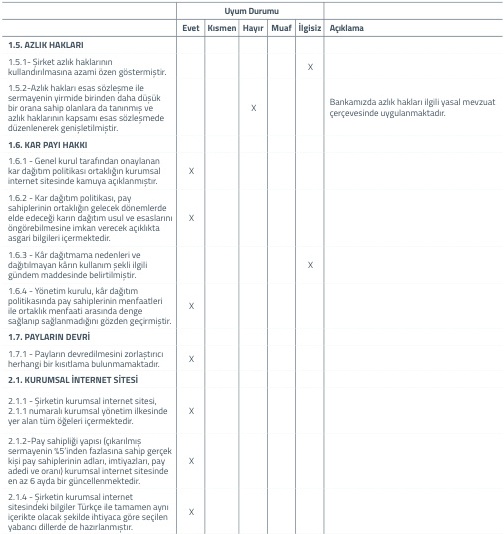 Uyum Durumu
Evet Kısmen Hayır Muaf İlgisiz Açıklama
1.5. AZLIK HAKLARI
1.5.1- Şirket azlık haklarının
kullandırılmasına azami özen göstermiştir.
X
1.5.2-Azlık hakları esas sözleşme ile
sermayenin yirmide birinden daha düşük
bir orana sahip olanlara da tanınmış ve
azlık haklarının kapsamı esas sözleşmede
düzenlenerek genişletilmiştir.
X
Bankamızda azlık hakları ilgili yasal mevzuat
çerçevesinde uygulanmaktadır.
1.6. KAR PAYI HAKKI
1.6.1 - Genel kurul tarafından onaylanan
kar dağıtım politikası ortaklığın kurumsal
internet sitesinde kamuya açıklanmıştır.
X
1.6.2 - Kar dağıtım politikası, pay
sahiplerinin ortaklığın gelecek dönemlerde
elde edeceği karın dağıtım usul ve esaslarını
öngörebilmesine imkan verecek açıklıkta
asgari bilgileri içermektedir.
X
1.6.3 - Kâr dağıtmama nedenleri ve
dağıtılmayan kârın kullanım şekli ilgili
gündem maddesinde belirtilmiştir.
X
1.6.4 - Yönetim kurulu, kâr dağıtım
politikasında pay sahiplerinin menfaatleri
ile ortaklık menfaati arasında denge
sağlanıp sağlanmadığını gözden geçirmiştir.
X
1.7. PAYLARIN DEVRİ
1.7.1 - Payların devredilmesini zorlaştırıcı
herhangi bir kısıtlama bulunmamaktadır.
X
2.1. KURUMSAL İNTERNET SİTESİ
2.1.1 - Şirketin kurumsal internet sitesi,
2.1.1 numaralı kurumsal yönetim ilkesinde
yer alan tüm öğeleri içermektedir.
X
2.1.2-Pay sahipliği yapısı (çıkarılmış
sermayenin %5'inden fazlasına sahip gerçek
kişi pay sahiplerinin adları, imtiyazları, pay
adedi ve oranı) kurumsal internet sitesinde
en az 6 ayda bir güncellenmektedir.
X
2.1.4 - Şirketin kurumsal internet
sitesindeki bilgiler Türkçe ile tamamen aynı
içerikte olacak şekilde ihtiyaca göre seçilen
yabancı dillerde de hazırlanmıştır.
X